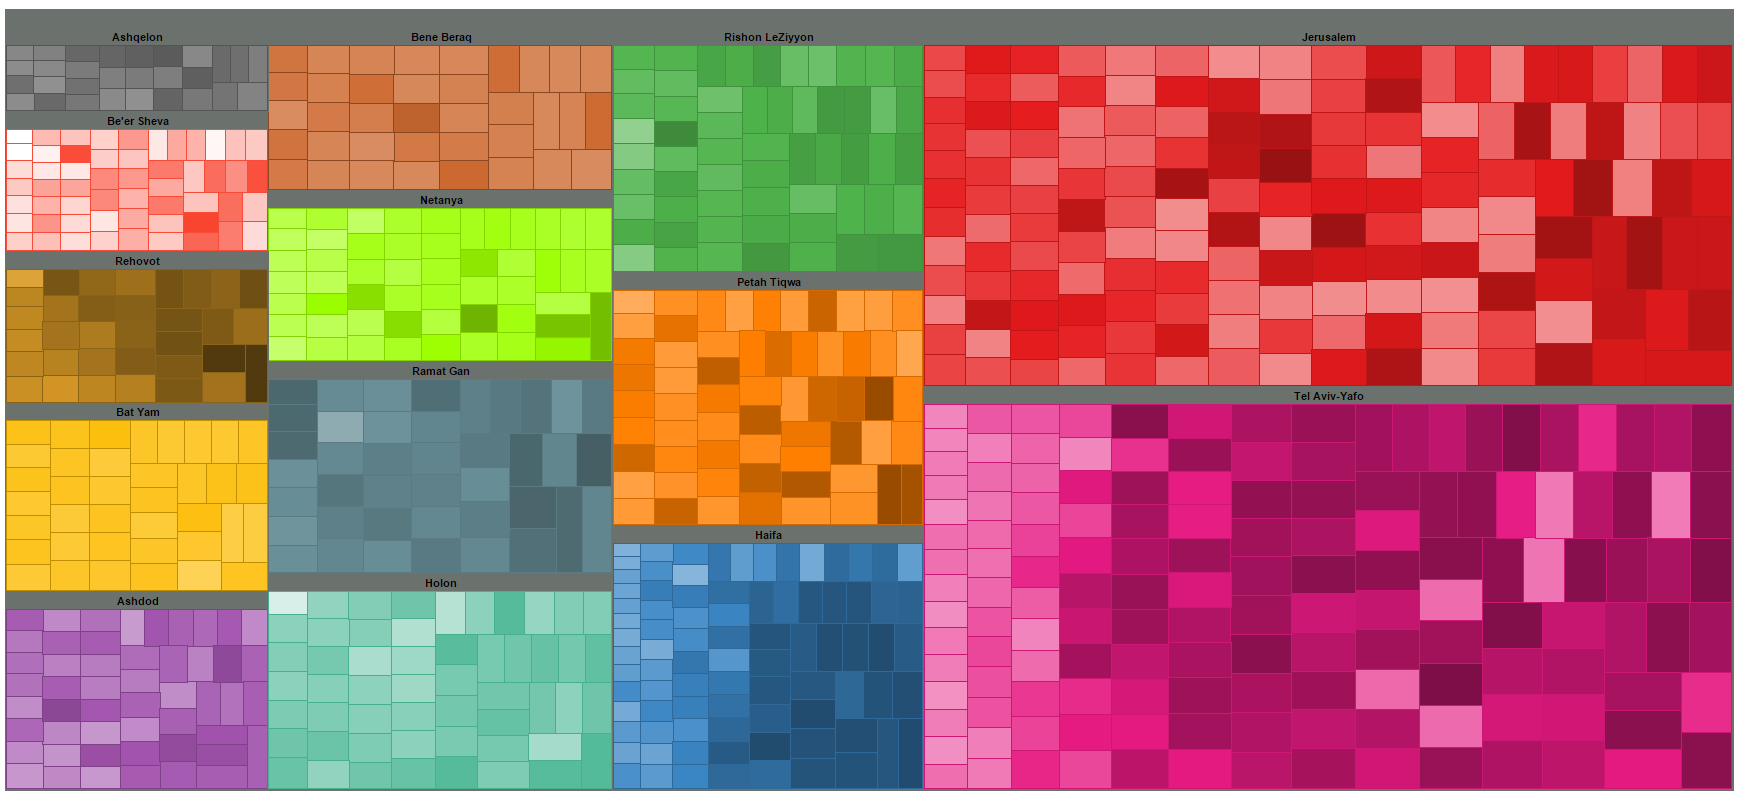 Ashqelon
Be'er Sheva
Rehovot
Bat Yam
Ashdod
Bene Beraq
Netanya
Ramat Gan
Holon
Rishon LeZiyyon
Petah Tiqwa
Haifa
Jerusalem
Tel Aviv-Yafo